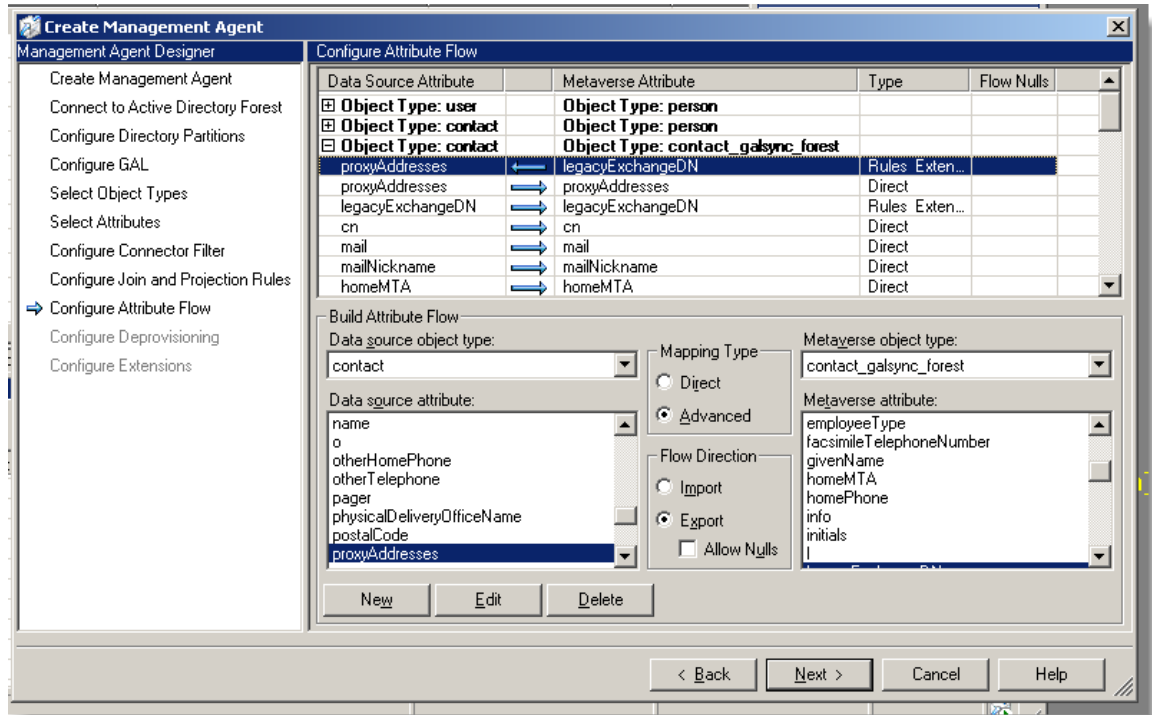 Create Management Agent
Management Agent Designer
Create Management Agent
Connect to Active Directory Forest
Configure Directory Partitions
Configure GAL
Select Object Types
Select Attributes
Configure Connector Filter
Configure Join and Projection Rules
Configure Attribute Flow
Configure Deprovisioning
Configure Extensions
Configure Attribute Flow
Data Source Attribute Metaverse Attribute Type Flow Nulls
Object Type: user Object Type: person
Object Type: contact Object Type: person
Object Type: contact Object Type: contact_galsync_forest
proxyAddresses legacyExchangeDN Rules Exten...
proxyAddresses proxyAddresses Direct
legacyExchangeDN legacyExchangeDN Rules Exten...
cn cn Direct
mail mail Direct
mailNickname mailNickname Direct
homeMTA homeMTA Direct
Build Attribute Flow
Data source object type:
contact
Data source attribute:
name
o
otherHomePhone
otherTelephone
pager
physicalDeliveryOfficeName
postalCode
proxyAddresses
Mapping Type
Direct
Advanced
Flow Direction
Import
Export
Allow Nulls
Metaverse object type:
contact_galsync_forest
Metaverse attribute:
employeeType
facsimileTelephoneNumber
givenName
homeMTA
homePhone
info
initials
l
New Edit Delete
< Back Next > Cancel Help